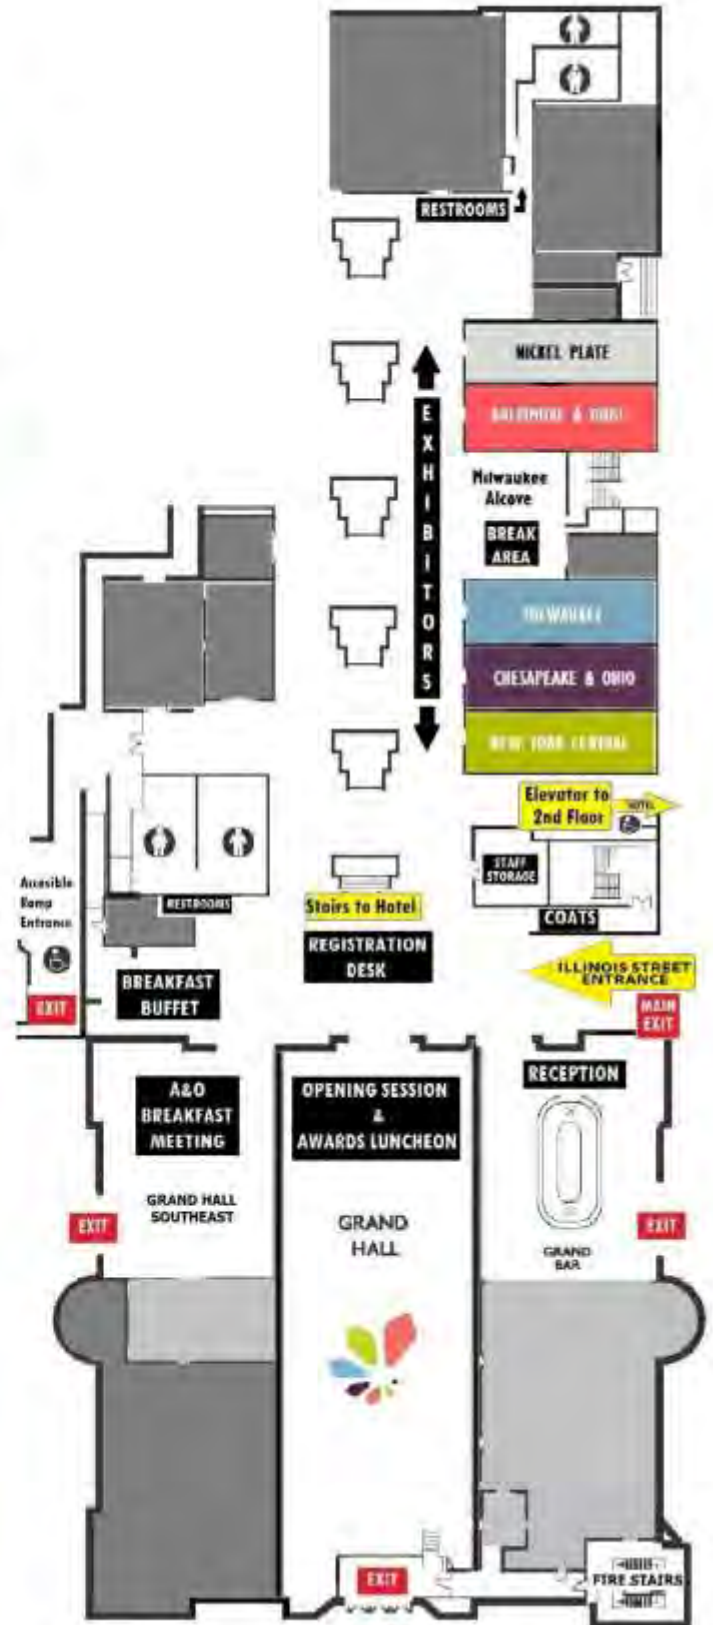 RESTROOMS
NICKEL PLATE
BALTIMORE & OHIO
EXHIBITORS
Milwaukee
Alcove
BREAK
AREA
MILWAUKEE
CHESAPEAKE & OHIO
NEW YORK CENTRAL
Elevator to
2nd Floor
HOTEL
STAFF
STORAGE
COATS
Accesible
Ramp
Entrance
RESTROOMS
Stairs to Hotel
REGISTRATION
DESK
ILLINOIS STREET
ENTRANCE
EXIT
BREAKFAST
BUFFET
MAIN
EXIT
A&O
BREAKFAST
MEETING
OPENING SESSION
&
AWARDS LUNCHEON
RECEPTION
GRAND HALL
SOUTHEAST
GRAND
HALL
GRAND
BAR
EXIT
EXIT
EXIT
FIRE STAIRS